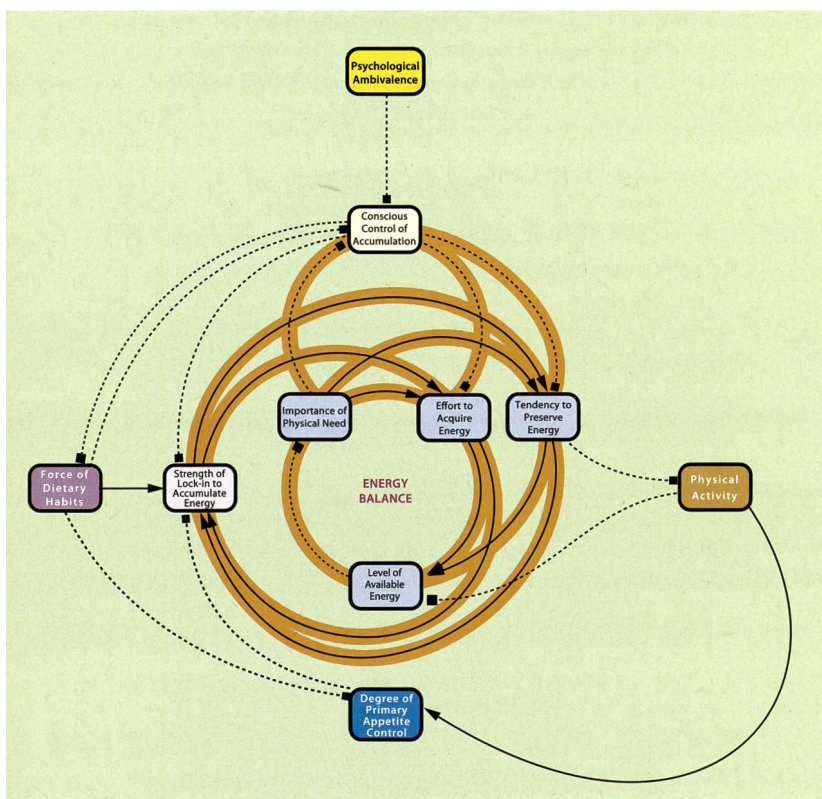 Psychological
Ambivalence
Conscious
Control of
Accumulation
Importance of
Physical Need
Effort to
Acquire
Energy
Tendency to
Preserve
Energy
Force of
Dietary
Habits
Strength of
Lock-in to
Accumulate
Energy
ENERGY
BALANCE
Physical
Activity
Level of
Available
Energy
Degree of
Primary
Appetite
Control